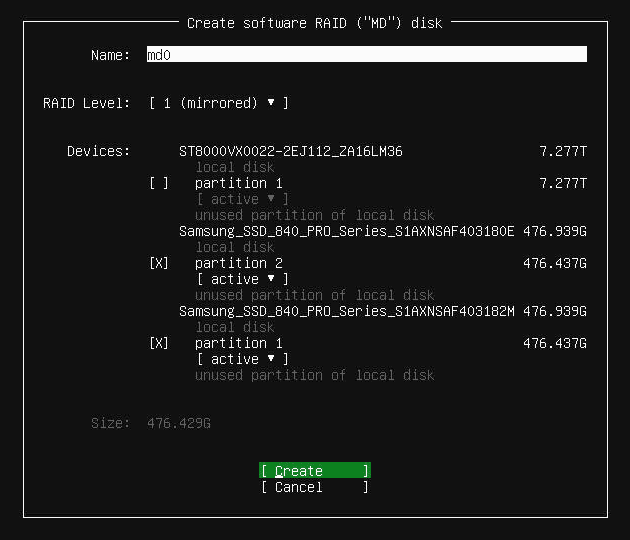 Create software RAID ("MD") disk
Name: md0
RAID Level: [ 1 (mirrored) ▼ ]
Devices: ST8000VX0022-2EJ112_ZA16LM36 7.277T
local disk
[ ] partition 1 7.277T
[ active ▼ ]
unused partition of local disk
Samsung_SSD_840_PRO_Series_S1AXNSAF403180E 476.939G
local disk
[X] partition 2 476.437G
[ active ▼ ]
unused partition of local disk
Samsung_SSD_840_PRO_Series_S1AXNSAF403182M 476.939G
local disk
[X] partition 1 476.437G
[ active ▼ ]
unused partition of local disk
Size: 476.429G
[ Create ]
[ Cancel ]